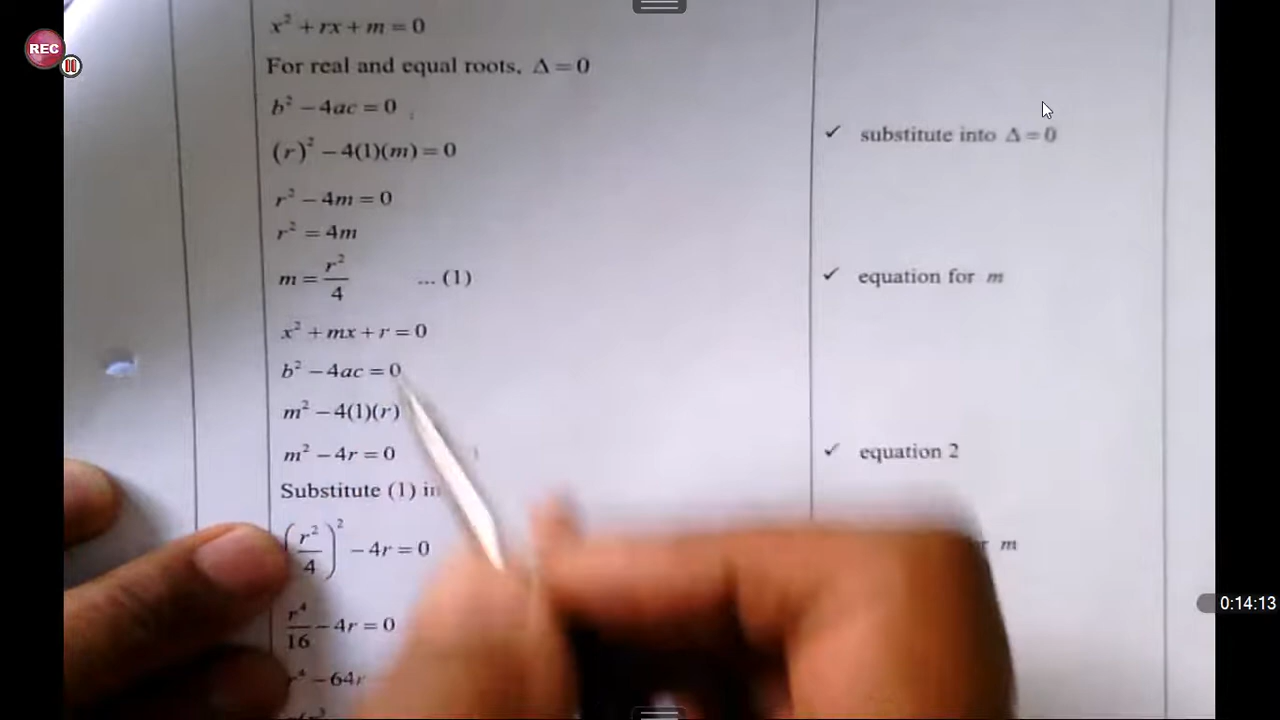 REC
x² + rx + m = 0
For real and equal roots, Δ = 0
b² − 4ac = 0
(r)² − 4(1)(m) = 0
✓ substitute into Δ = 0
r² − 4m = 0
r² = 4m
m = r²/4 ... (1)
✓ equation for m
x² + mx + r = 0
b² − 4ac = 0
m² − 4(1)(r)
m² − 4r = 0
✓ equation 2
Substitute (1) in
(r²/4)² − 4r = 0
m
r⁴/16 − 4r = 0
0:14:13
− 64r